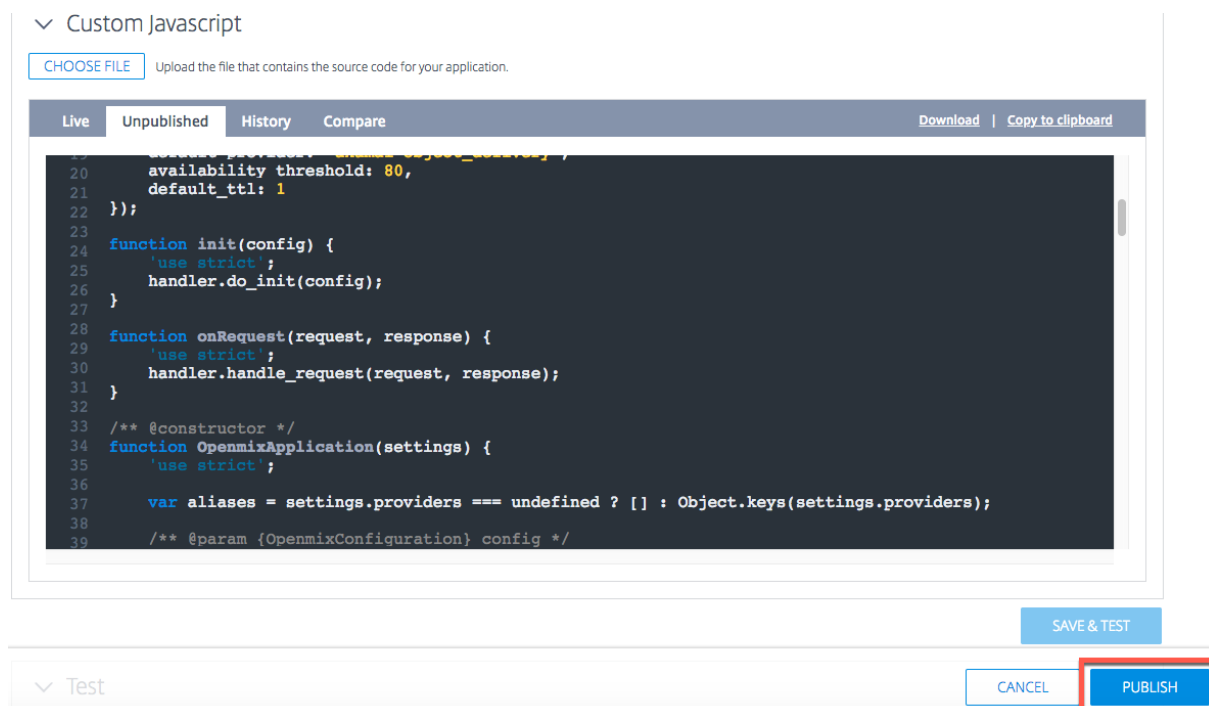 Custom Javascript
CHOOSE FILE Upload the file that contains the source code for your application.
Live Unpublished History Compare Download | Copy to clipboard
19
20 availability threshold: 80,
21 default_ttl: 1
22 });
23
24 function init(config) {
25 'use strict';
26 handler.do_init(config);
27 }
28 function onRequest(request, response) {
29 'use strict';
30 handler.handle_request(request, response);
31 }
32
33 /** @constructor */
34 function OpenmixApplication(settings) {
35 'use strict';
36
37 var aliases = settings.providers === undefined ? [] : Object.keys(settings.providers);
38
39 /** @param {OpenmixConfiguration} config */
SAVE & TEST
Test CANCEL PUBLISH